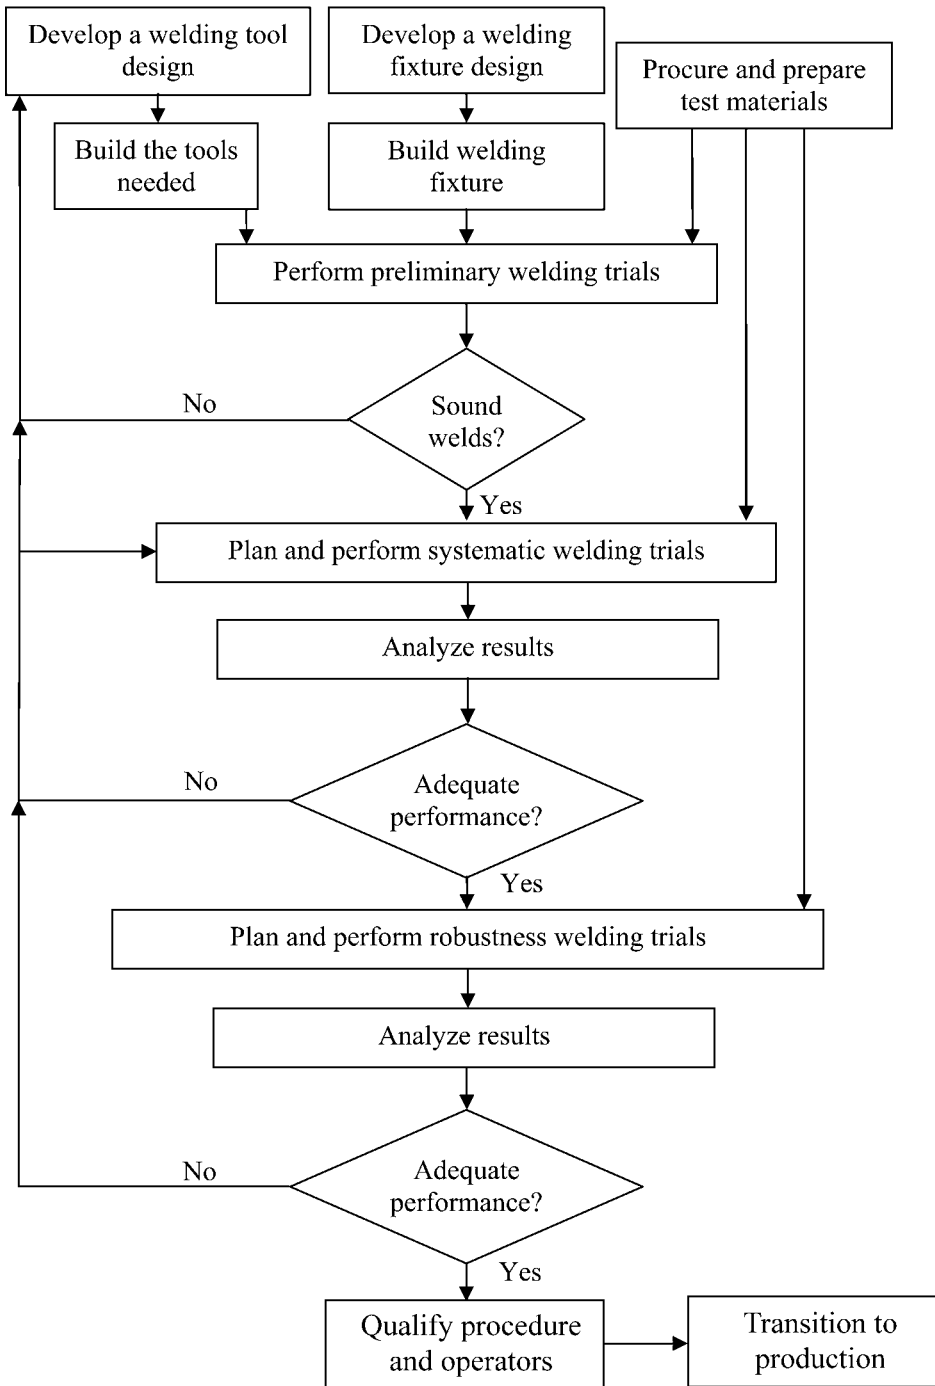 Develop a welding tool
design
Develop a welding
fixture design
Procure and prepare
test materials
Build the tools
needed
Build welding
fixture
Perform preliminary welding trials
No
Sound
welds?
Yes
Plan and perform systematic welding trials
Analyze results
No
Adequate
performance?
Yes
Plan and perform robustness welding trials
Analyze results
No
Adequate
performance?
Yes
Qualify procedure
and operators
Transition to
production